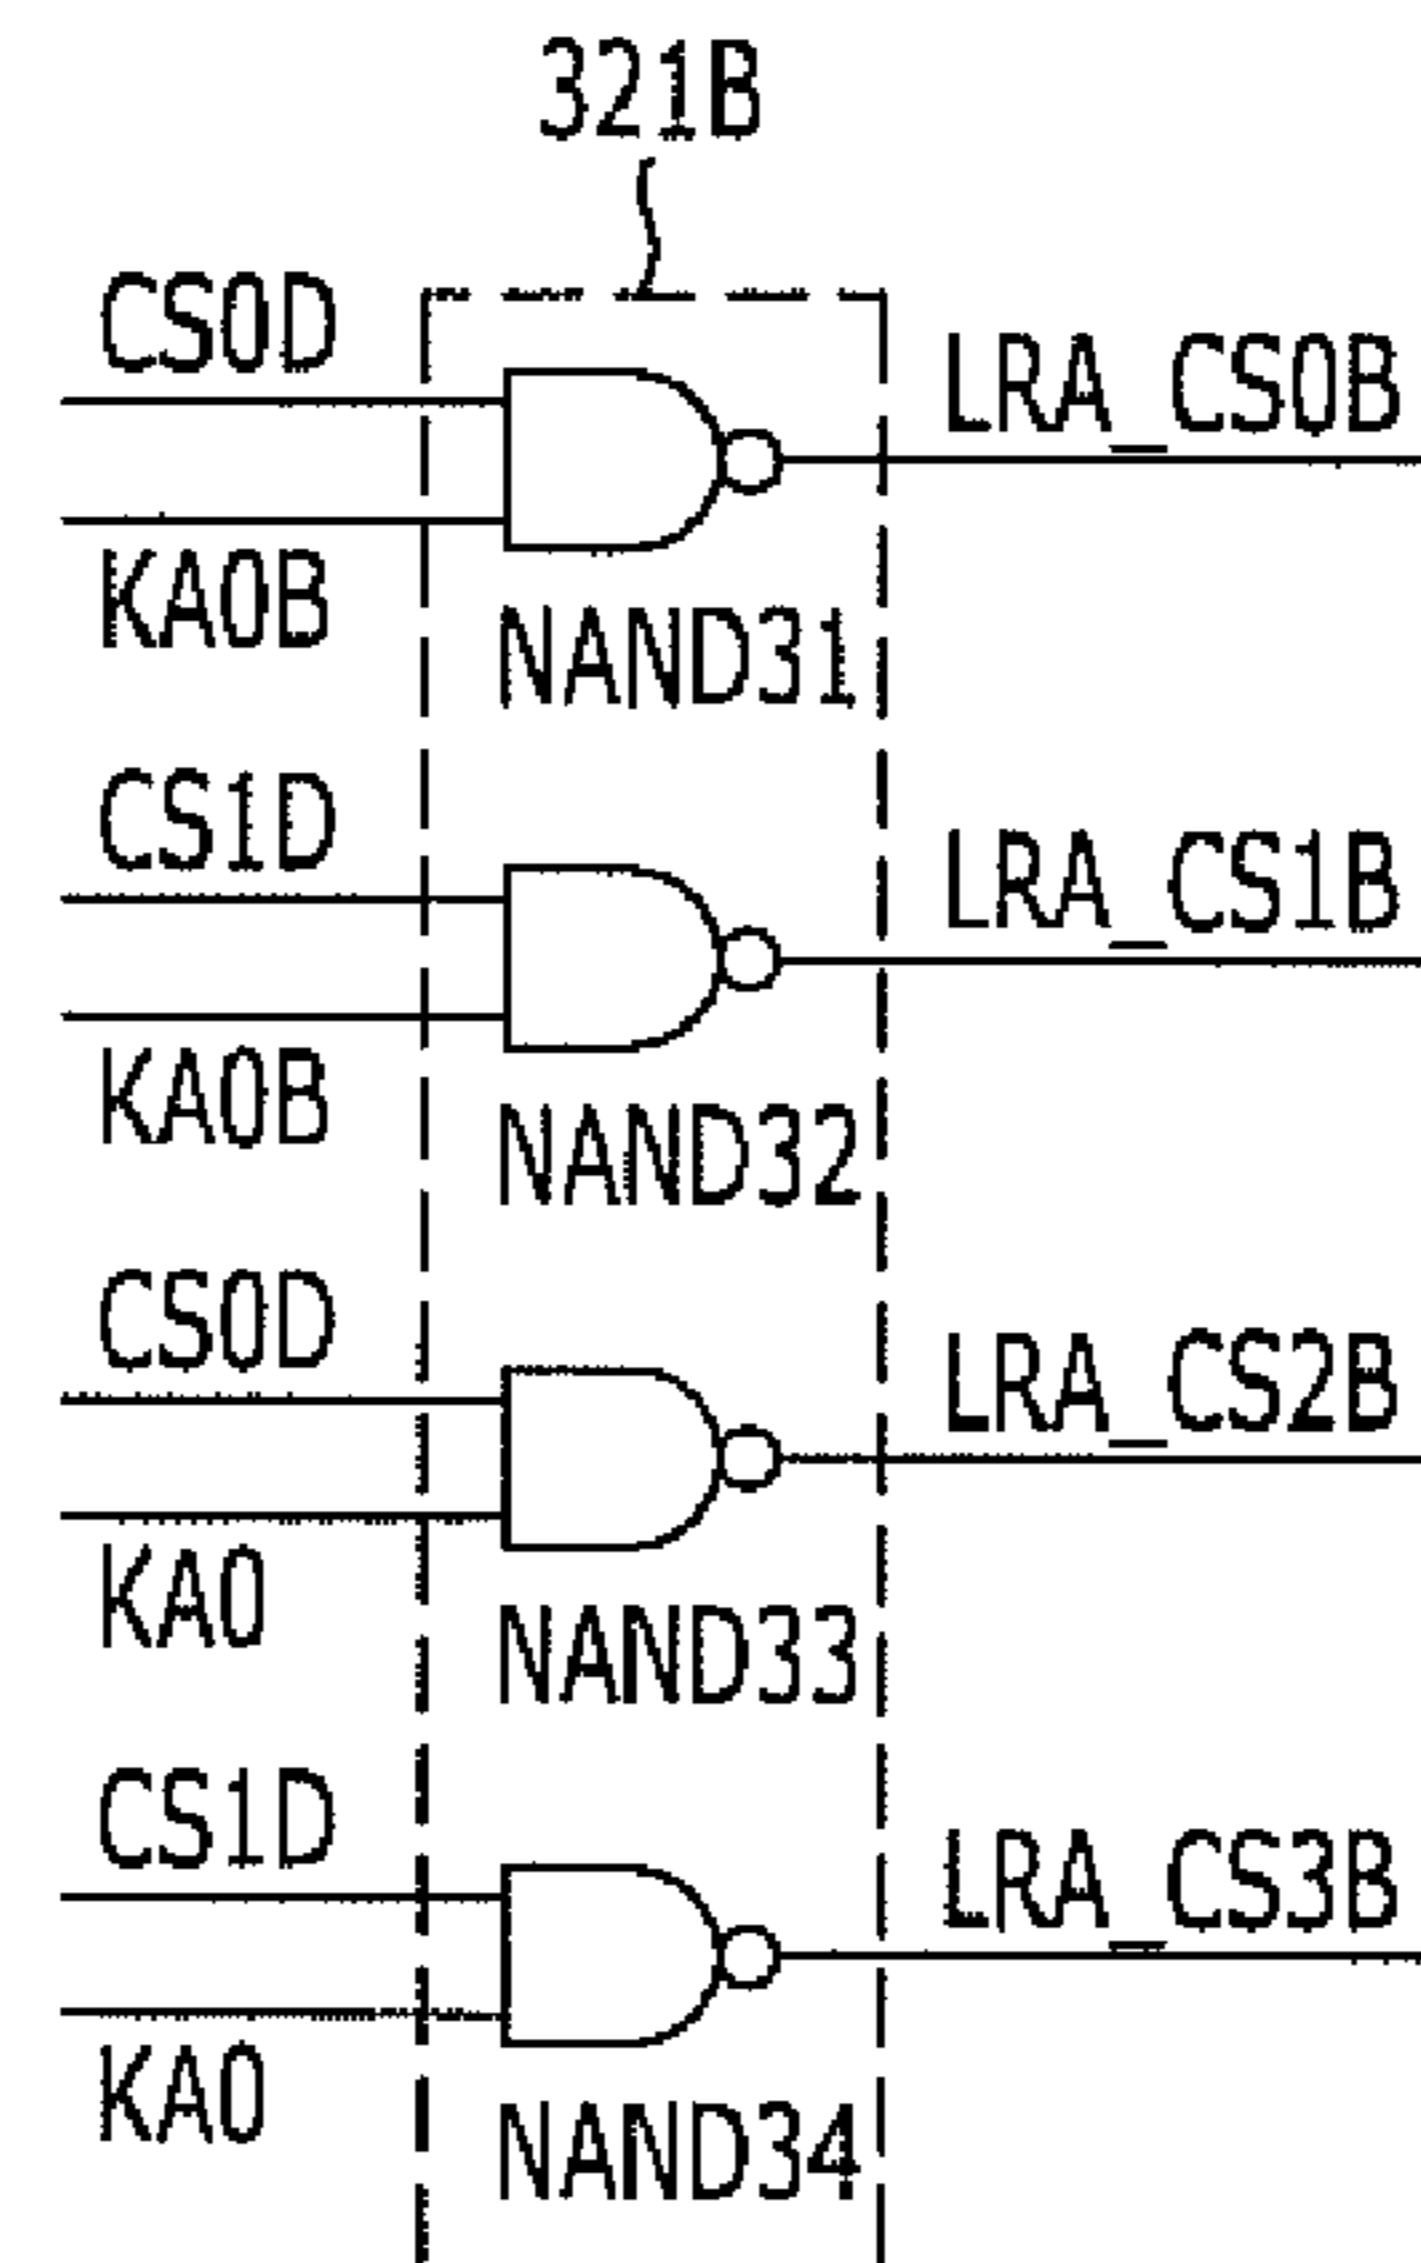 321B
CS0D
LRA_CS0B
KA0B
NAND31
CS1D
LRA_CS1B
KA0B
NAND32
CS0D
LRA_CS2B
KA0
NAND33
CS1D
LRA_CS3B
KA0
NAND34